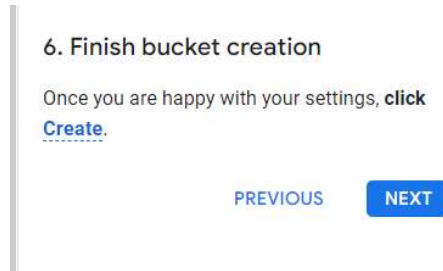 6. Finish bucket creation
Once you are happy with your settings, click
Create.
PREVIOUS NEXT